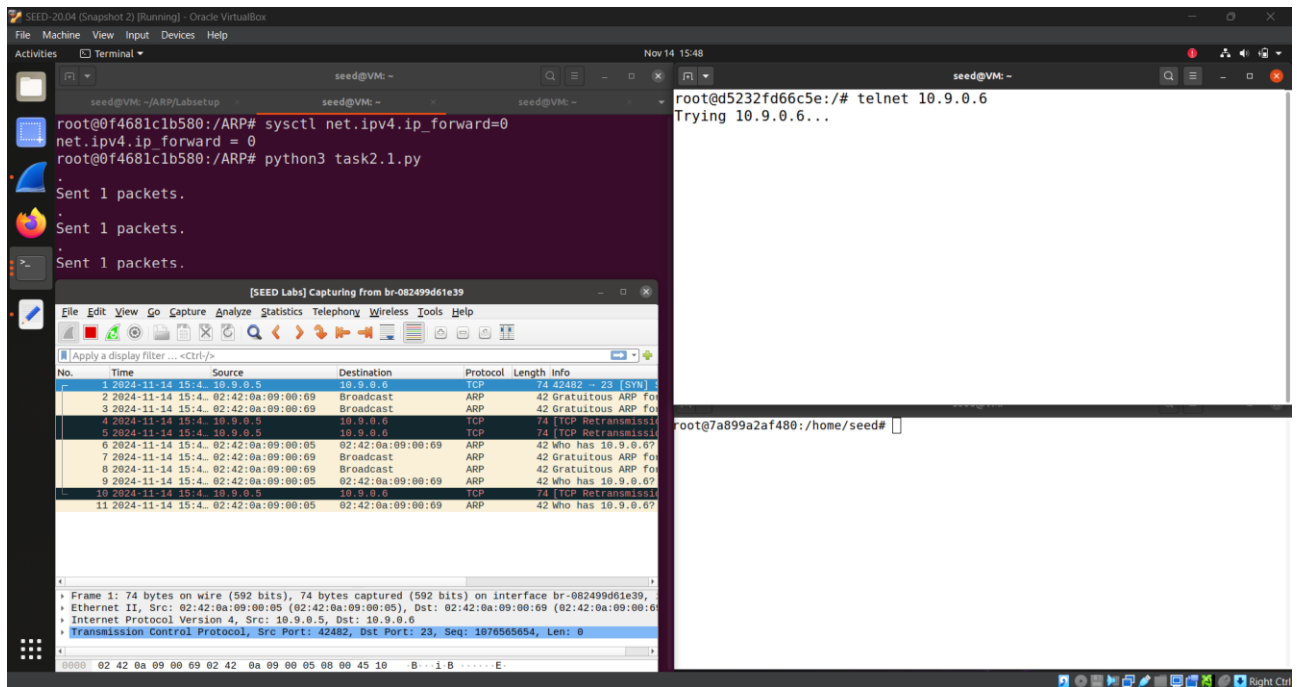 SEED-20.04 (Snapshot 2) [Running] - Oracle VirtualBox
File Machine View Input Devices Help
Activities Terminal Nov 14 15:48
seed@VM: ~
seed@VM: ~/ARP/Labsetup seed@VM: ~ seed@VM: ~
root@0f4681c1b580:/ARP# sysctl net.ipv4.ip_forward=0
net.ipv4.ip_forward = 0
root@0f4681c1b580:/ARP# python3 task2.1.py
.
Sent 1 packets.
.
Sent 1 packets.
.
Sent 1 packets.
[SEED Labs] Capturing from br-082499d61e39
File Edit View Go Capture Analyze Statistics Telephony Wireless Tools Help
Apply a display filter ... <Ctrl-/>
No. Time Source Destination Protocol Length Info
1 2024-11-14 15:4… 10.9.0.5 10.9.0.6 TCP 74 42482 → 23 [SYN] S
2 2024-11-14 15:4… 02:42:0a:09:00:69 Broadcast ARP 42 Gratuitous ARP for
3 2024-11-14 15:4… 02:42:0a:09:00:69 Broadcast ARP 42 Gratuitous ARP for
4 2024-11-14 15:4… 10.9.0.5 10.9.0.6 TCP 74 [TCP Retransmissio
5 2024-11-14 15:4… 10.9.0.5 10.9.0.6 TCP 74 [TCP Retransmissio
6 2024-11-14 15:4… 02:42:0a:09:00:05 02:42:0a:09:00:69 ARP 42 Who has 10.9.0.6?
7 2024-11-14 15:4… 02:42:0a:09:00:69 Broadcast ARP 42 Gratuitous ARP for
8 2024-11-14 15:4… 02:42:0a:09:00:69 Broadcast ARP 42 Gratuitous ARP for
9 2024-11-14 15:4… 02:42:0a:09:00:05 02:42:0a:09:00:69 ARP 42 Who has 10.9.0.6?
10 2024-11-14 15:4… 10.9.0.5 10.9.0.6 TCP 74 [TCP Retransmissio
11 2024-11-14 15:4… 02:42:0a:09:00:05 02:42:0a:09:00:69 ARP 42 Who has 10.9.0.6?
Frame 1: 74 bytes on wire (592 bits), 74 bytes captured (592 bits) on interface br-082499d61e39,
Ethernet II, Src: 02:42:0a:09:00:05 (02:42:0a:09:00:05), Dst: 02:42:0a:09:00:69 (02:42:0a:09:00:69
Internet Protocol Version 4, Src: 10.9.0.5, Dst: 10.9.0.6
Transmission Control Protocol, Src Port: 42482, Dst Port: 23, Seq: 1076565654, Len: 0
0000 02 42 0a 09 00 69 02 42 0a 09 00 05 08 00 45 10 ·B···i·B ······E·
seed@VM: ~
root@d5232fd66c5e:/# telnet 10.9.0.6
Trying 10.9.0.6...
root@7a899a2af480:/home/seed#
Right Ctrl